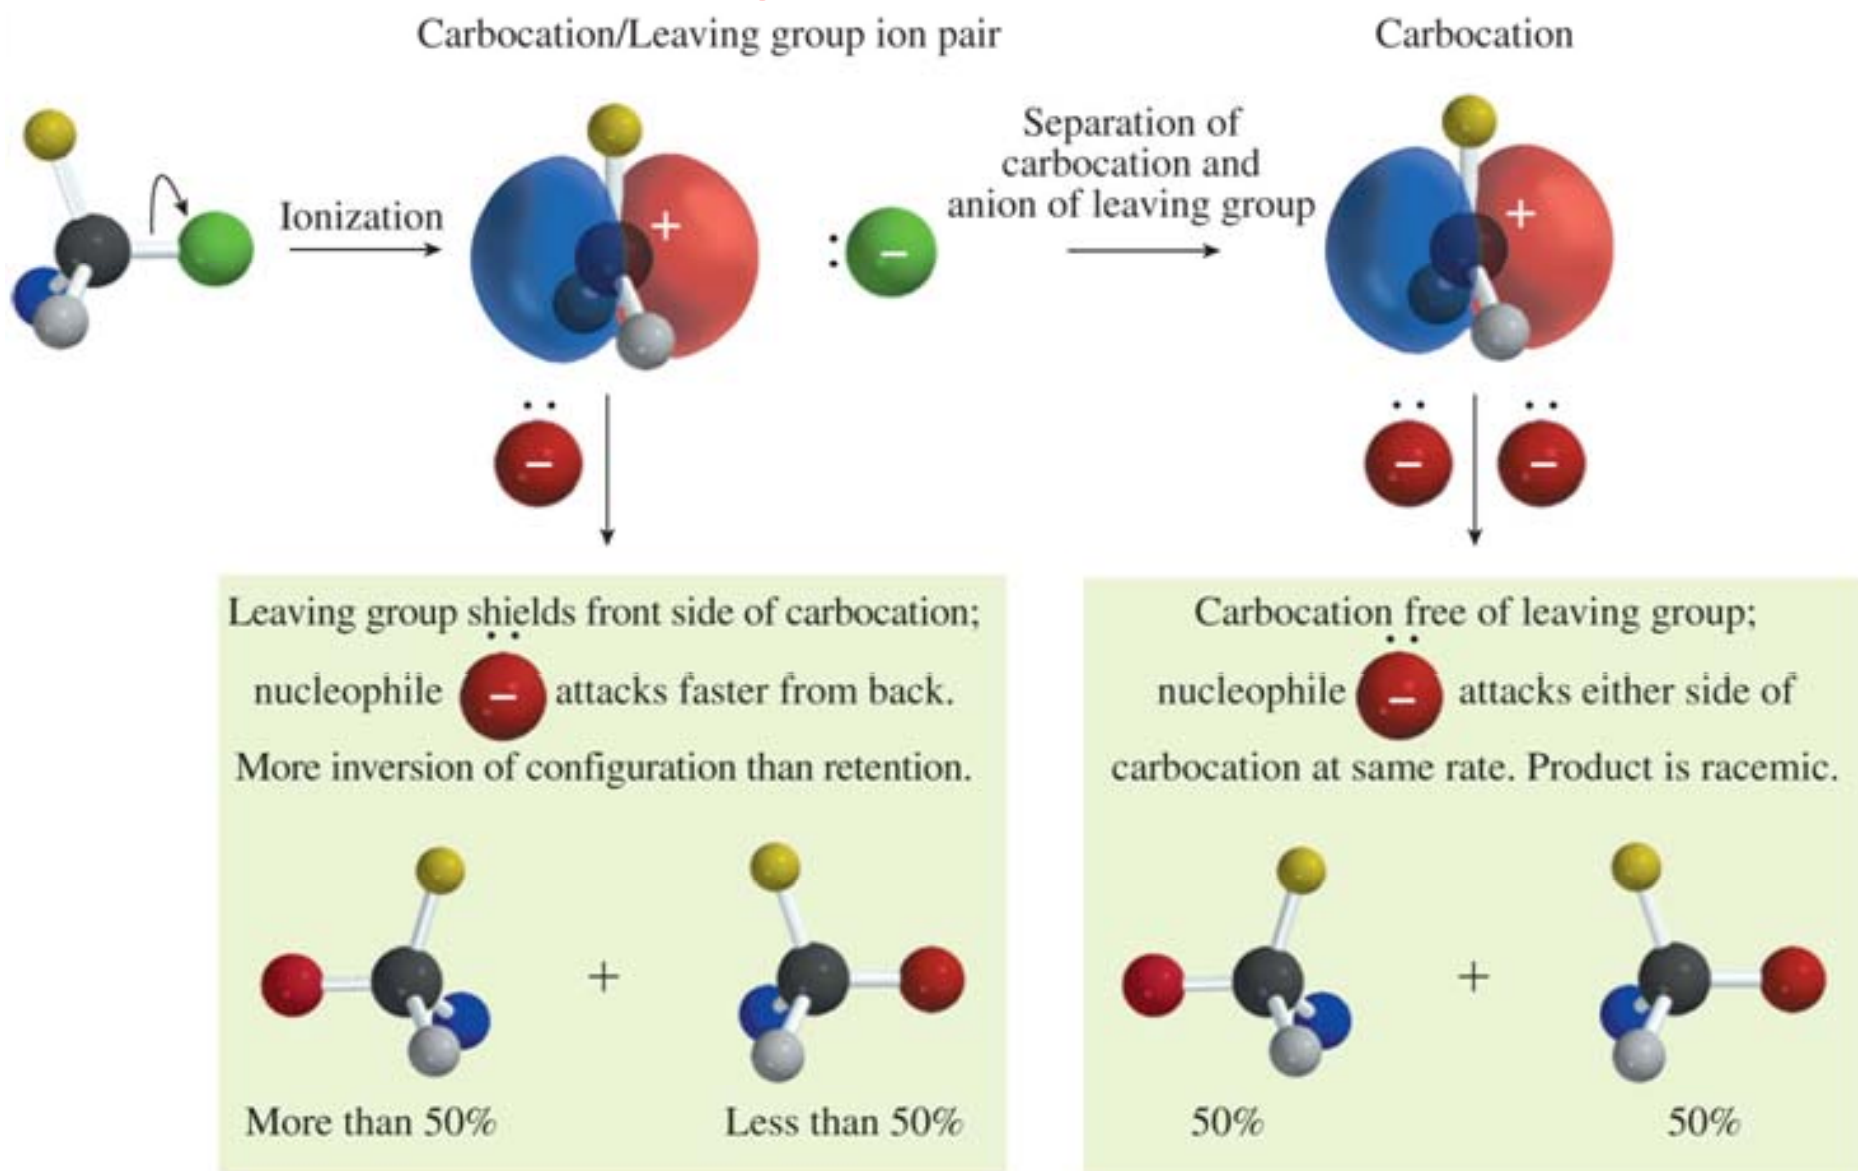 Carbocation/Leaving group ion pair
Carbocation
Ionization
+
−
Separation of
carbocation and
anion of leaving group
+
−
−
−
Leaving group shields front side of carbocation;
nucleophile − attacks faster from back.
More inversion of configuration than retention.
+
More than 50%
Less than 50%
Carbocation free of leaving group;
nucleophile − attacks either side of
carbocation at same rate. Product is racemic.
+
50%
50%